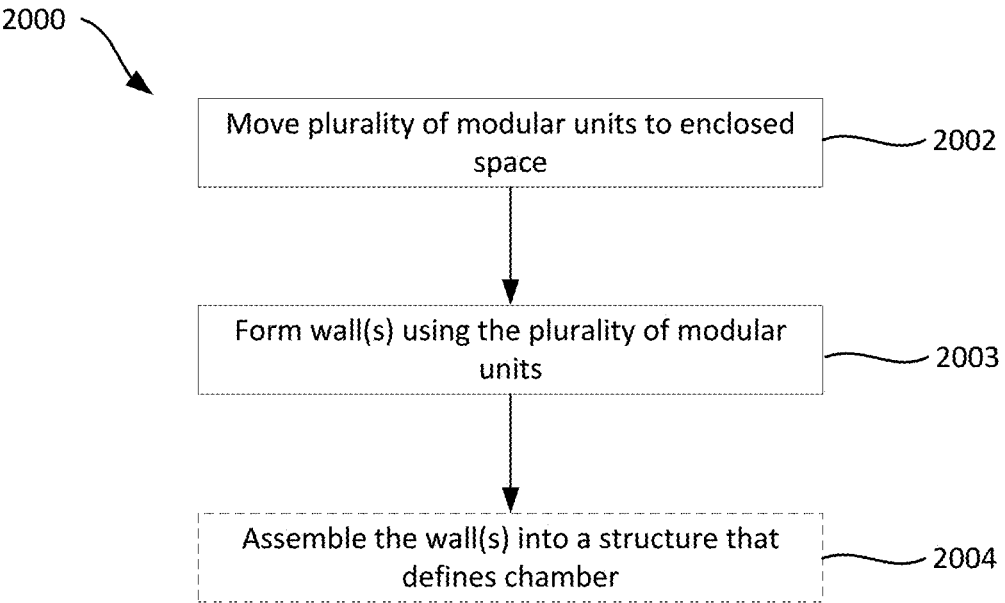 2000
Move plurality of modular units to enclosed
space
2002
Form wall(s) using the plurality of modular
units
2003
Assemble the wall(s) into a structure that
defines chamber
2004